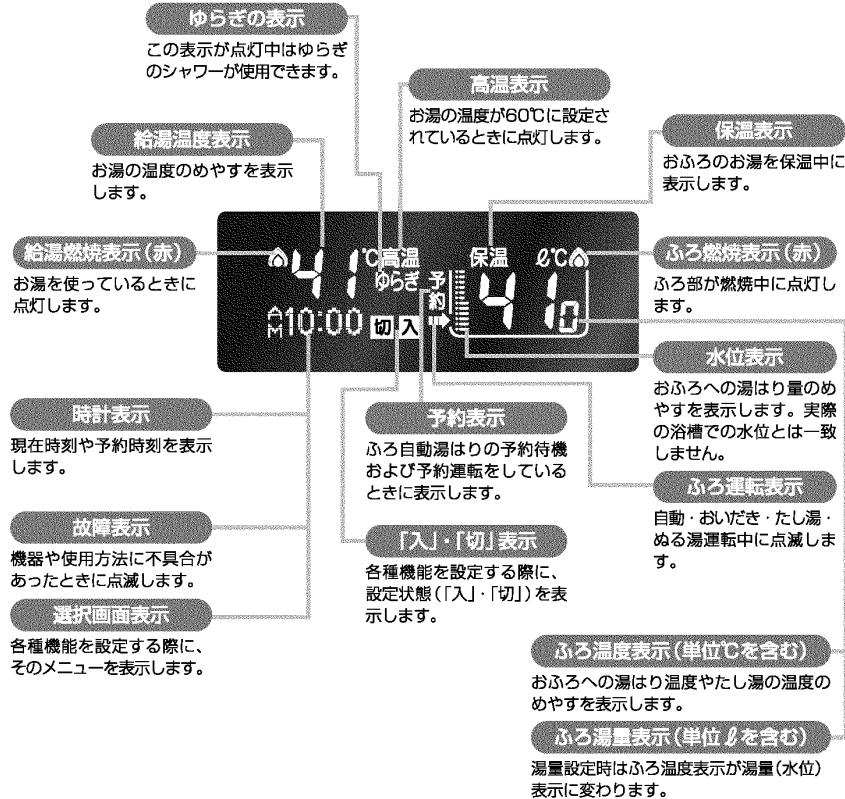 ゆらぎの表示
この表示が点灯中はゆらぎ
のシャワーが使用できます。
高温表示
お湯の温度が60℃に設定さ
れているときに点灯します。
給湯温度表示
お湯の温度のめやすを表示
します。
保温表示
おふろのお湯を保温中に
表示します。
給湯燃焼表示(赤)
お湯を使っているときに
点灯します。
41℃高温
ゆらぎ
AM10:00 切 入
予約
保温 ℓ℃
410
ふろ燃焼表示(赤)
ふろ部が燃焼中に点灯し
ます。
水位表示
おふろへの湯はり量のめ
やすを表示します。実際
の浴槽での水位とは一致
しません。
時計表示
現在時刻や予約時刻を表示
します。
予約表示
ふろ自動湯はりの予約待機
および予約運転をしている
ときに表示します。
ふろ運転表示
自動・おいだき・たし湯・
ぬる湯運転中に点滅しま
す。
故障表示
機器や使用方法に不具合が
あったときに点滅します。
「入」・「切」表示
各種機能を設定する際に、
設定状態(「入」・「切」)を表
示します。
選択画面表示
各種機能を設定する際に、
そのメニューを表示します。
ふろ温度表示(単位℃を含む)
おふろへの湯はり温度やたし湯の温度の
めやすを表示します。
ふろ湯量表示(単位ℓを含む)
湯量設定時はふろ温度表示が湯量(水位)
表示に変わります。